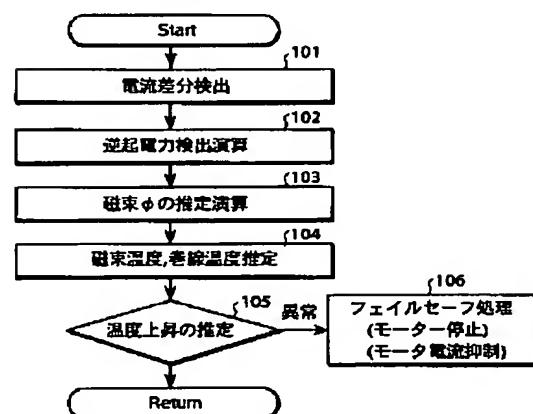 Start
101
電流差分検出
102
逆起電力検出演算
103
磁束φの推定演算
104
磁束温度,巻線温度推定
105
温度上昇の推定
異常
106
フェイルセーフ処理
(モーター停止)
(モータ電流抑制)
Return